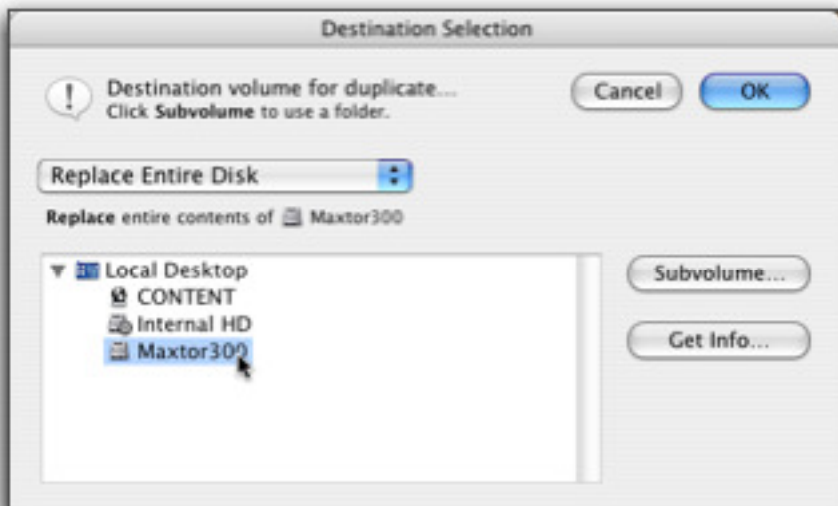 Destination Selection
Destination volume for duplicate...
Click Subvolume to use a folder.
Cancel
OK
Replace Entire Disk
Replace entire contents of Maxtor300
Local Desktop
CONTENT
Internal HD
Maxtor300
Subvolume...
Get Info...